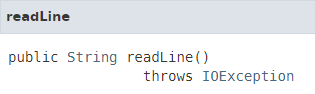 readLine
public String readLine()
throws IOException